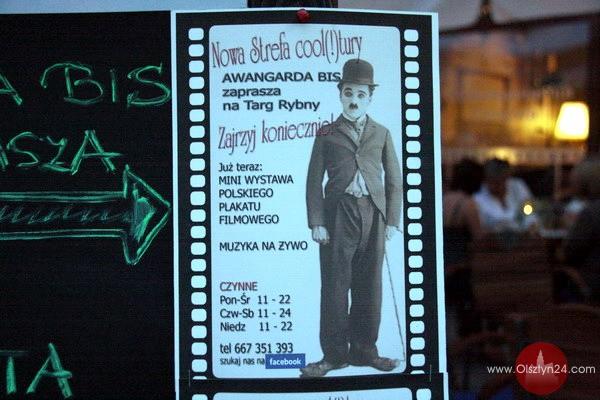 A BIS
ASZA
TA
Nowa Strefa cool(!)tury
AWANGARDA BIS
zaprasza
na Targ Rybny
Zajrzyj koniecznie!
Już teraz:
MINI WYSTAWA
POLSKIEGO
PLAKATU
FILMOWEGO
MUZYKA NA ŻYWO
CZYNNE
Pon-Śr 11 - 22
Czw-Sb 11 - 24
Niedz 11 - 22
tel 667 351 393
szukaj nas na facebook
www.Olsztyn24.com